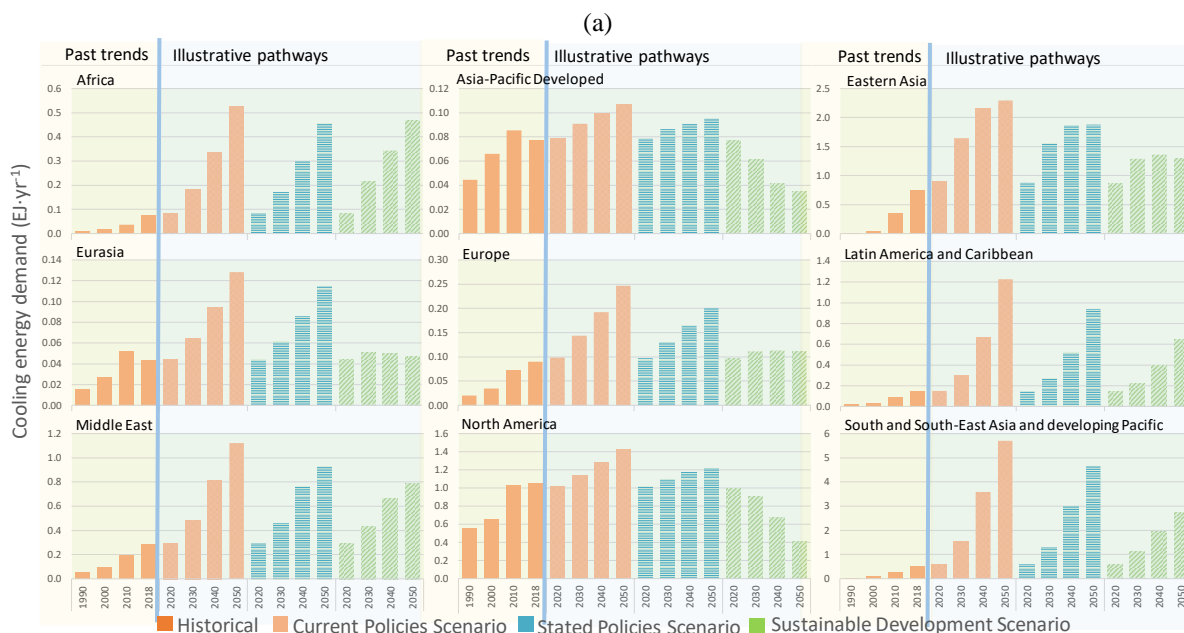 (a)
Past trends Illustrative pathways Past trends Illustrative pathways Past trends Illustrative pathways
Africa Asia-Pacific Developed Eastern Asia
Cooling energy demand (EJ·yr⁻¹)
0.6 0.12 2.5
0.5 0.10 2.0
0.4 0.08 1.5
0.3 0.06 1.0
0.2 0.04 0.5
0.1 0.02 0.0
0.0 0.00
Eurasia Europe Latin America and Caribbean
0.14 0.30 1.4
0.12 0.25 1.2
0.10 0.20 1.0
0.08 0.15 0.8
0.06 0.10 0.6
0.04 0.05 0.4
0.02 0.00 0.2
0.00 0.0
Middle East North America South and South-East Asia and developing Pacific
1.2 1.6 6
1.0 1.4 5
0.8 1.2 4
0.6 1.0 3
0.4 0.8 2
0.2 0.6 1
0.0 0.4 0
0.2
0.0
1990 2000 2010 2018 2020 2030 2040 2050 2020 2030 2040 2050 2020 2030 2040 2050 1990 2000 2010 2018 2020 2030 2040 2050 2020 2030 2040 2050 2020 2030 2040 2050 1990 2000 2010 2018 2020 2030 2040 2050 2020 2030 2040 2050 2020 2030 2040 2050
Historical Current Policies Scenario Stated Policies Scenario Sustainable Development Scenario